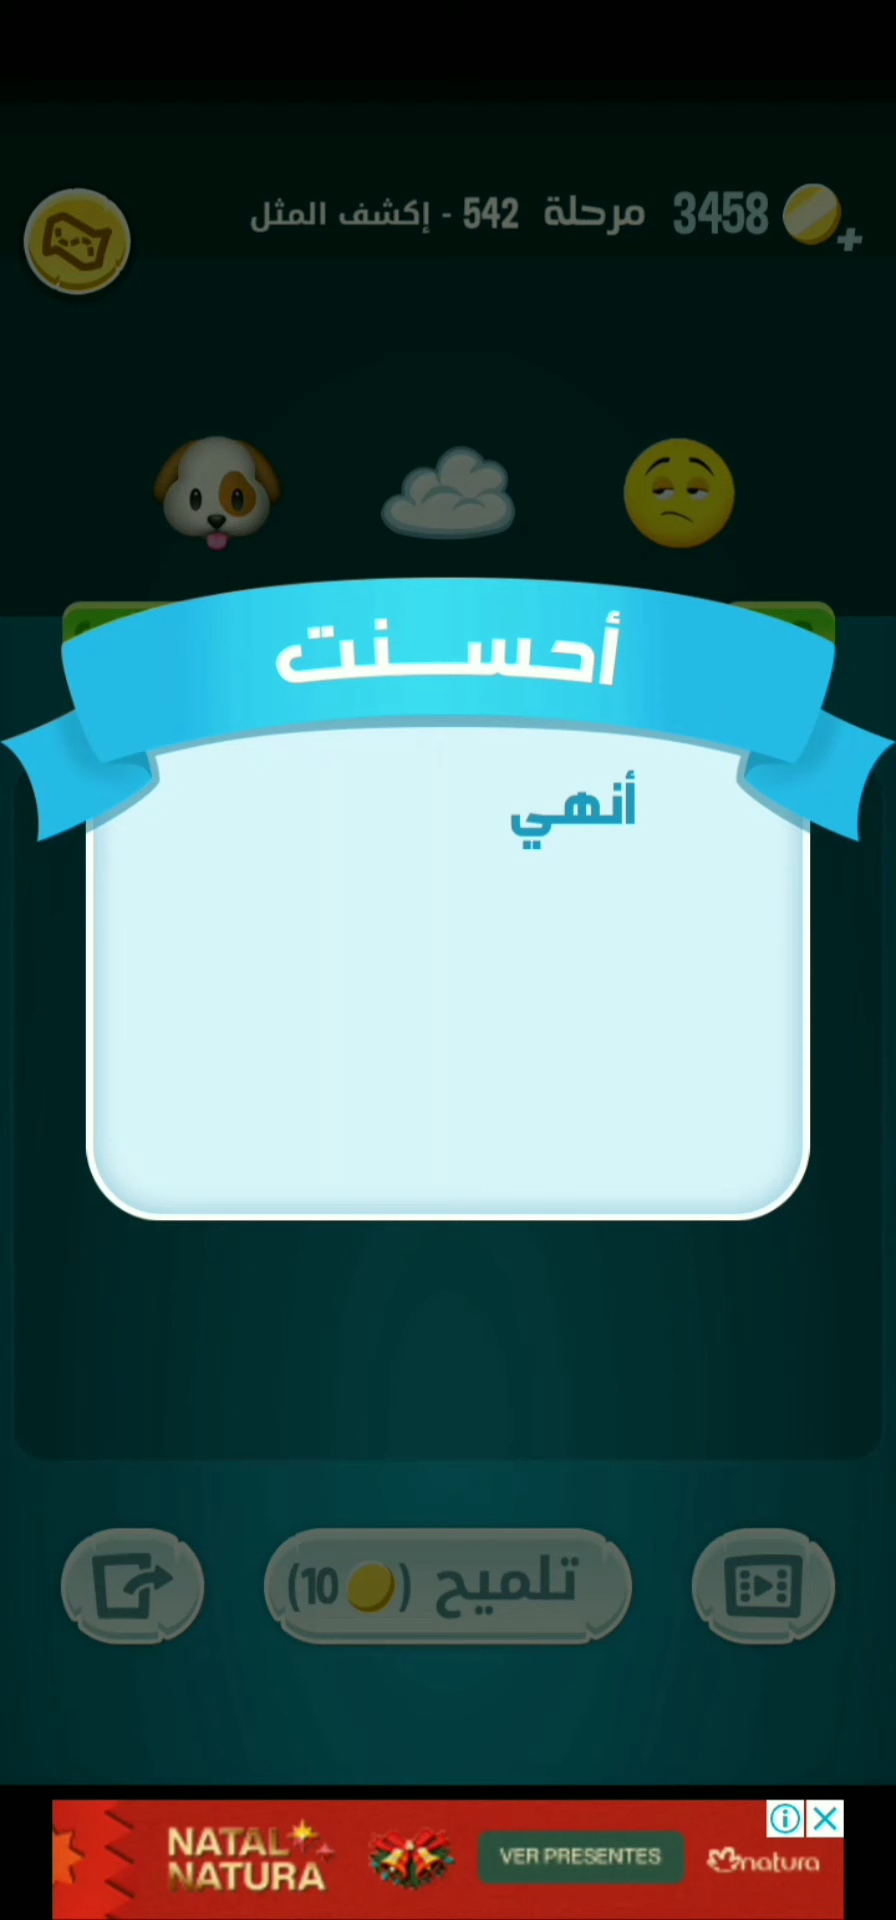 3458 مرحلة 542 - إكشف المثل
أحسنت
أنهي
تلميح (10)
NATAL
NATURA
VER PRESENTES
natura